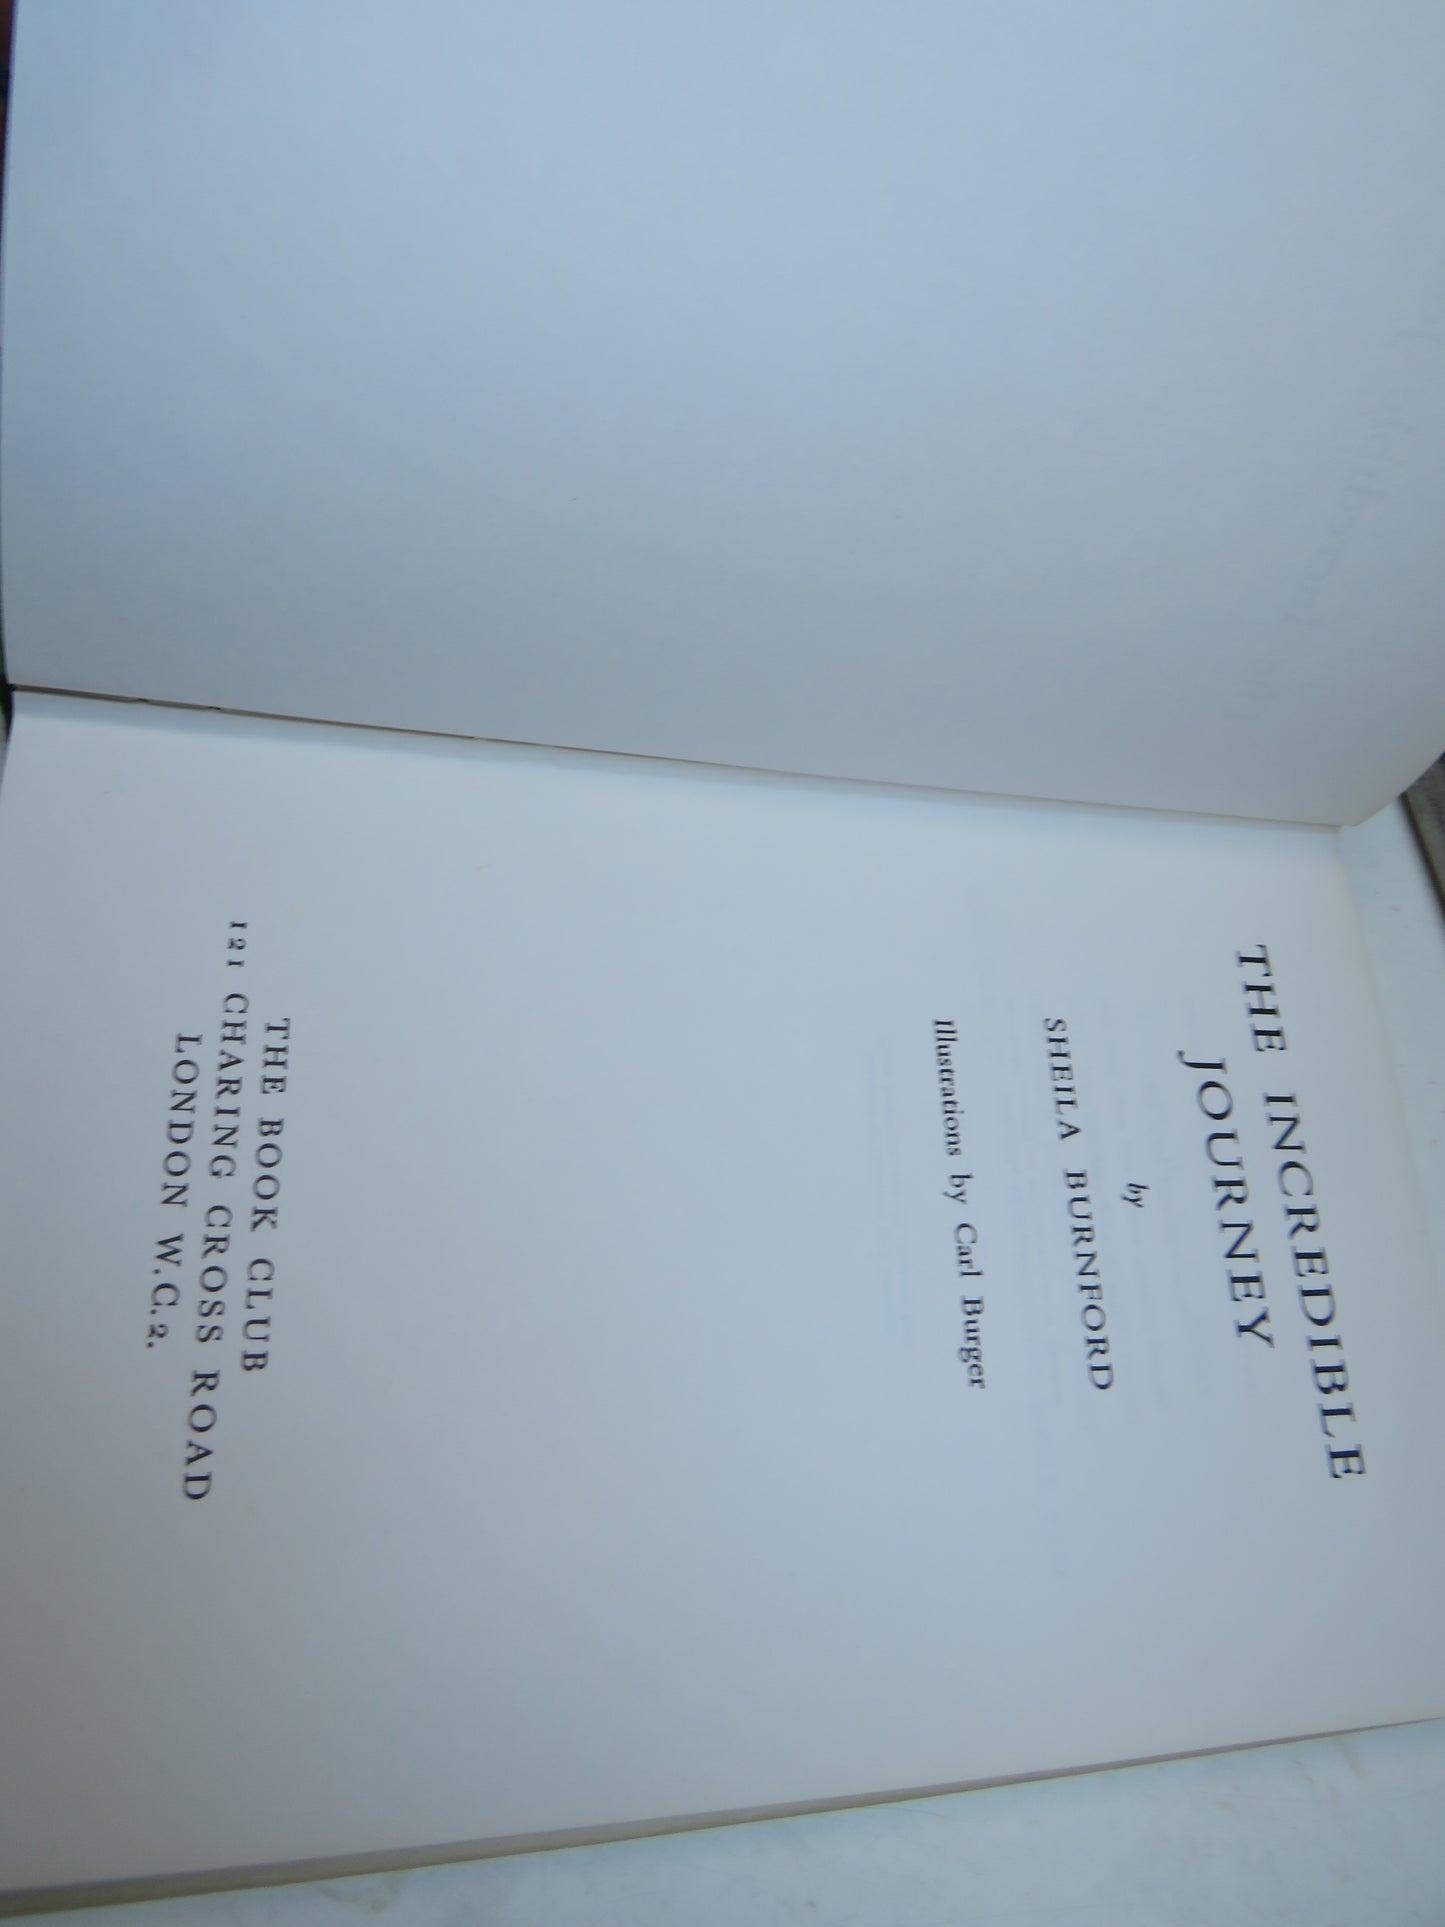 THE INCREDIBLE
JOURNEY
by
SHEILA BURNFORD
Illustrations by Carl Burger
THE BOOK CLUB
121 CHARING CROSS ROAD
LONDON W.C.2.